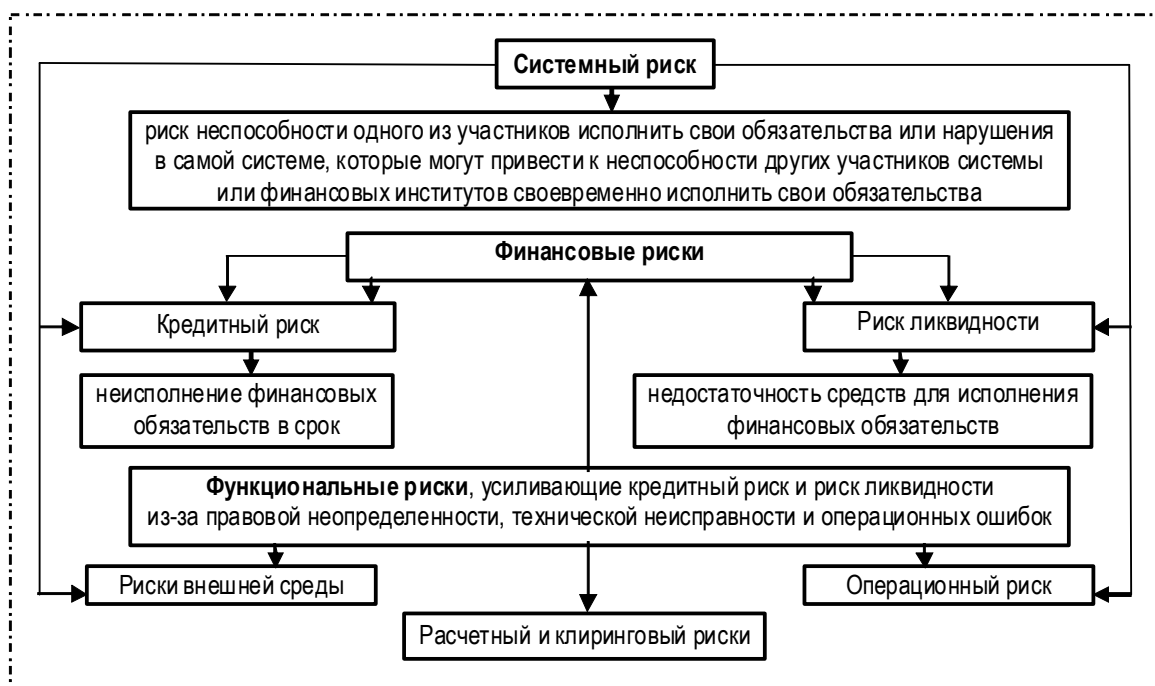 Системный риск
риск неспособности одного из участников исполнить свои обязательства или нарушения
в самой системе, которые могут привести к неспособности других участников системы
или финансовых институтов своевременно исполнить свои обязательства
Финансовые риски
Кредитный риск
Риск ликвидности
неисполнение финансовых
обязательств в срок
недостаточность средств для исполнения
финансовых обязательств
Функциональные риски, усиливающие кредитный риск и риск ликвидности
из-за правовой неопределенности, технической неисправности и операционных ошибок
Риски внешней среды
Операционный риск
Расчетный и клиринговый риски